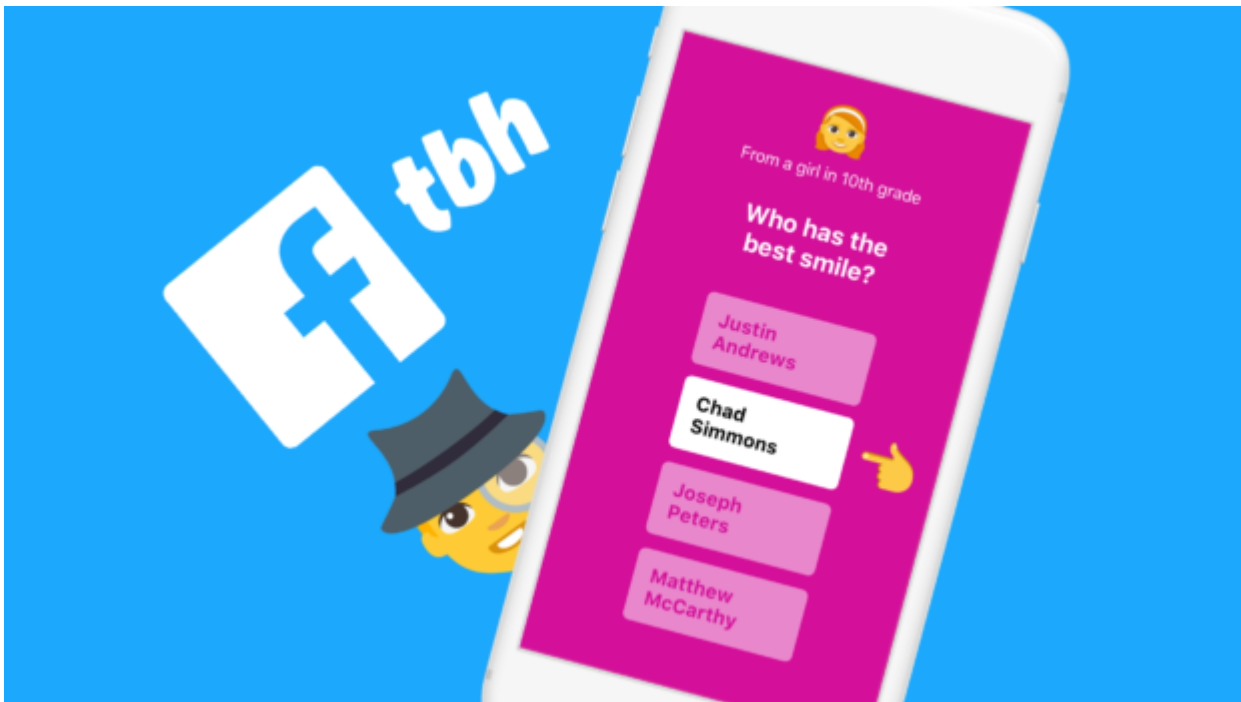 tbh
From a girl in 10th grade
Who has the
best smile?
Justin
Andrews
Chad
Simmons
Joseph
Peters
Matthew
McCarthy